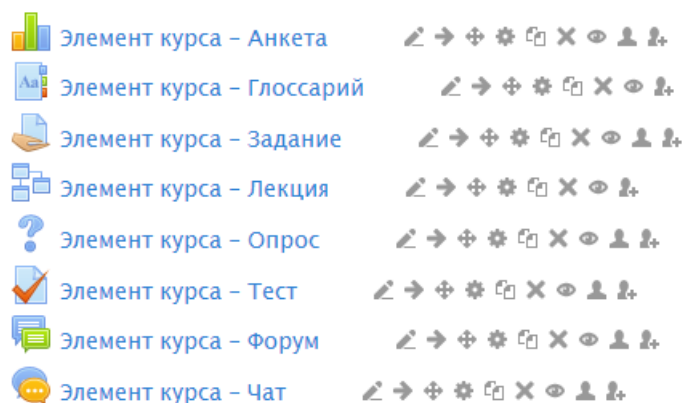 Элемент курса – Анкета
Aa Элемент курса – Глоссарий
Элемент курса – Задание
Элемент курса – Лекция
Элемент курса – Опрос
Элемент курса – Тест
Элемент курса – Форум
Элемент курса – Чат